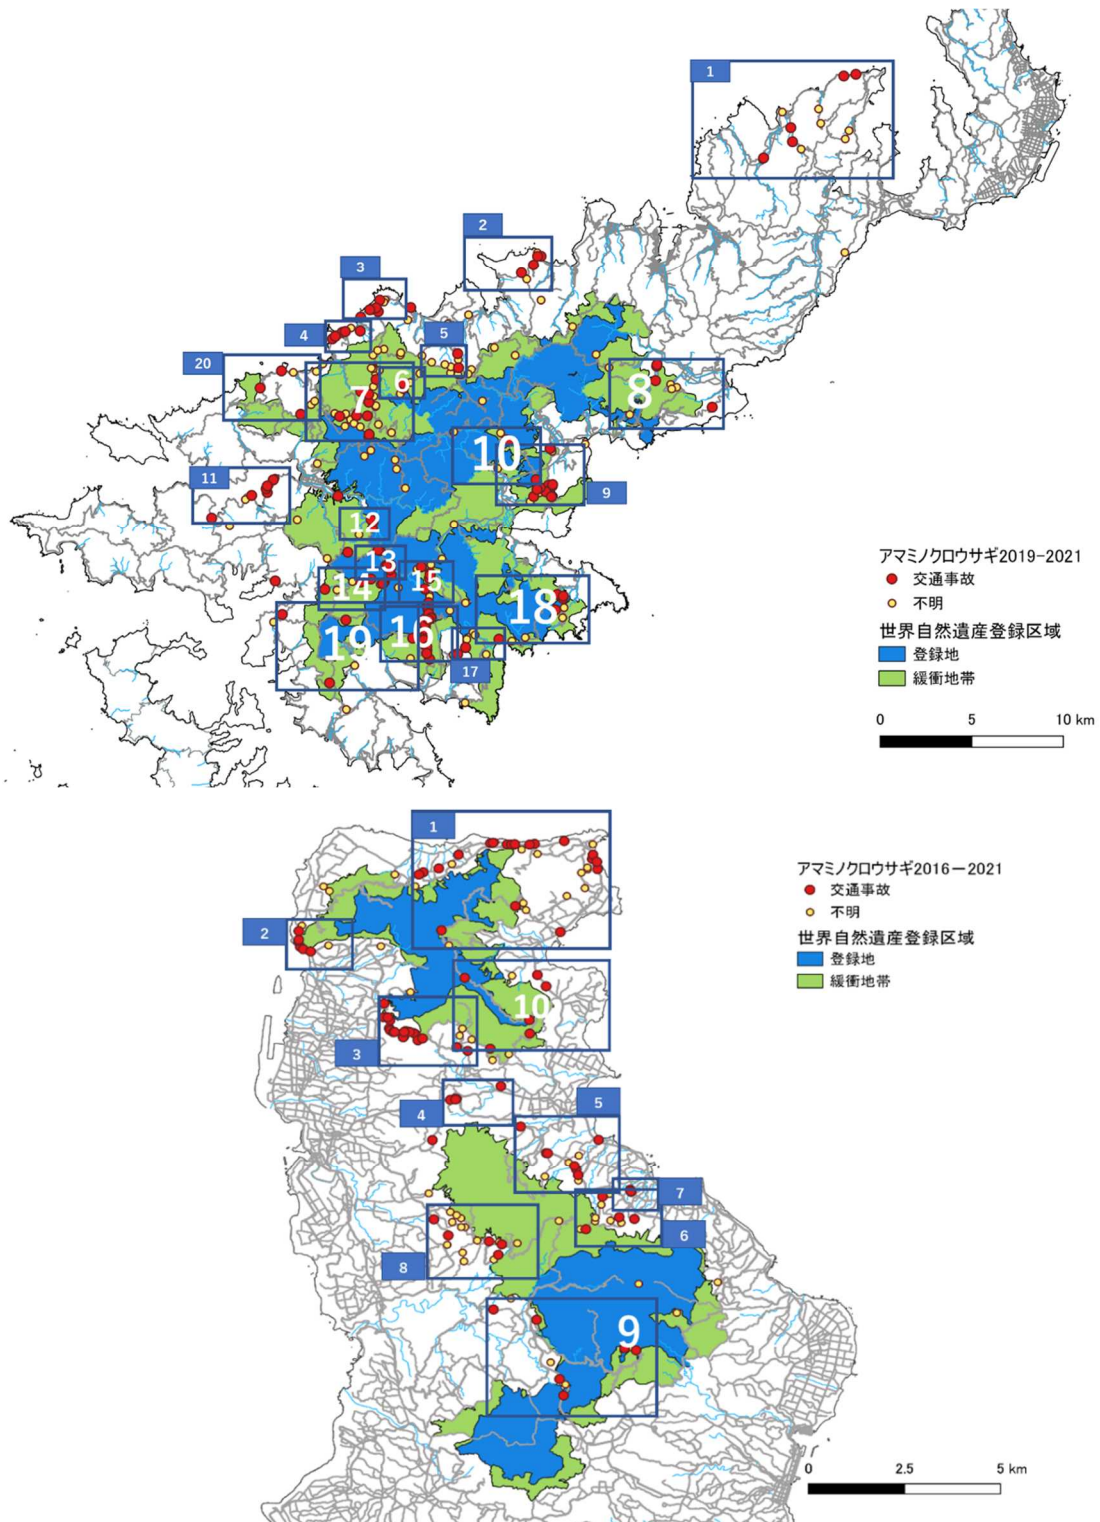 1
2
3
4
5
20
6
7
8
10
9
11
12
13
14
15
18
16
19
17
アマミノクロウサギ2019-2021
交通事故
不明
世界自然遺産登録区域
登録地
緩衝地帯
0 5 10 km
1
2
10
3
4
5
7
6
8
9
アマミノクロウサギ2016－2021
交通事故
不明
世界自然遺産登録区域
登録地
緩衝地帯
0 2.5 5 km